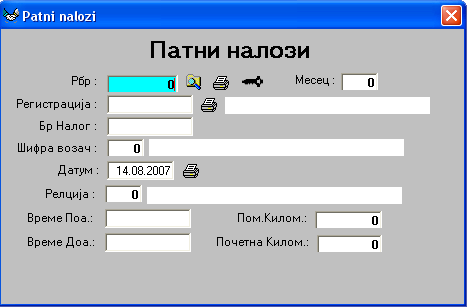 Patni nalozi
Патни налози
Рбр : 0 Месец : 0
Регистрација :
Бр Налог :
Шифра возач : 0
Датум : 14.08.2007
Релција : 0
Време Поа.: Пом.Килом.: 0
Време Доа.: Почетна Килом.: 0